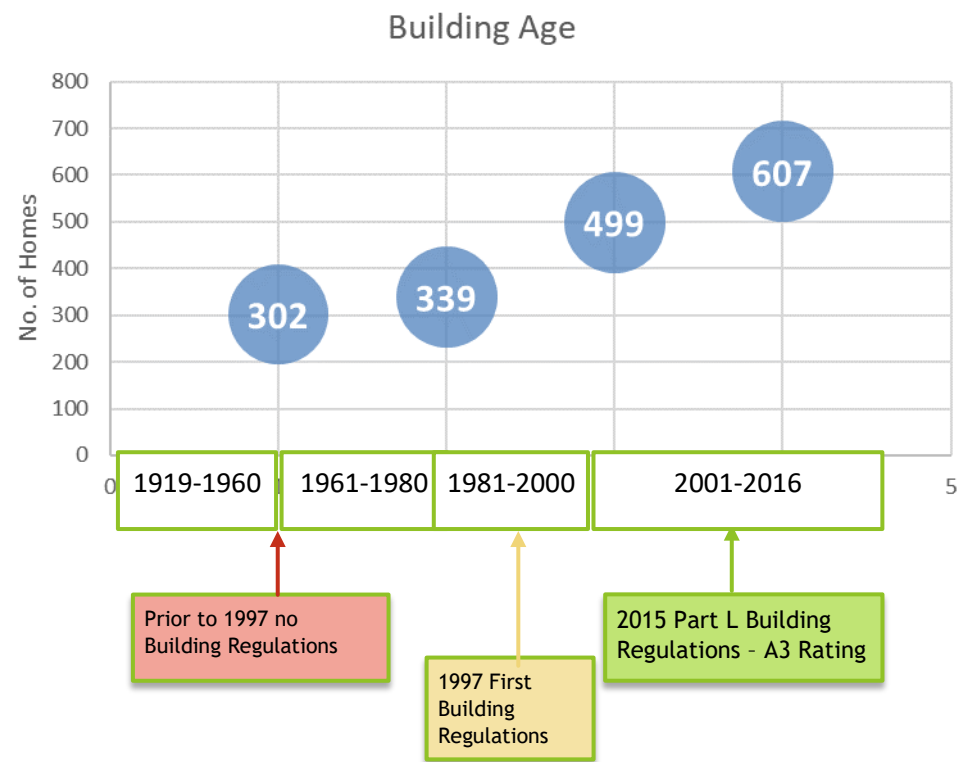 Building Age
800
700
600
500
400
300
200
100
0
No. of Homes
302
339
499
607
0
5
1919-1960
1961-1980
1981-2000
2001-2016
Prior to 1997 no
Building Regulations
1997 First
Building
Regulations
2015 Part L Building
Regulations – A3 Rating